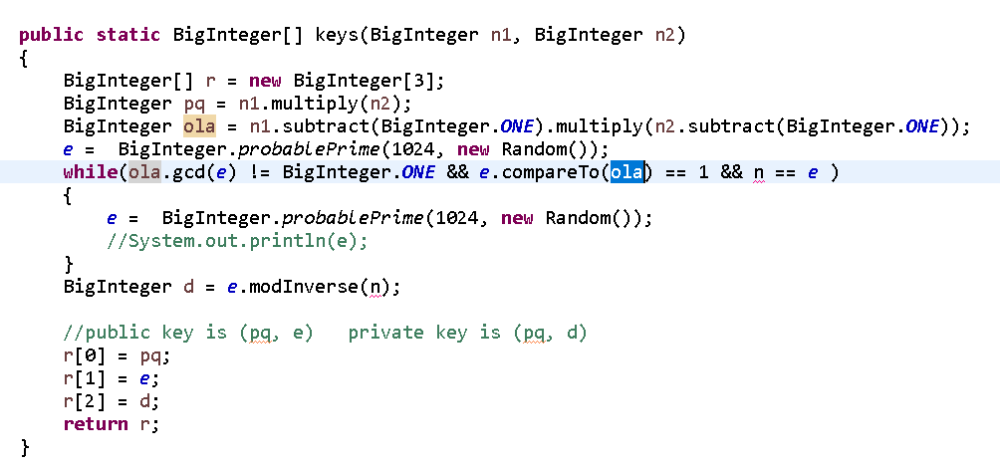 public static BigInteger[] keys(BigInteger n1, BigInteger n2)
{
BigInteger[] r = new BigInteger[3];
BigInteger pq = n1.multiply(n2);
BigInteger ola = n1.subtract(BigInteger.ONE).multiply(n2.subtract(BigInteger.ONE));
e =  BigInteger.probablePrime(1024, new Random());
while(ola.gcd(e) != BigInteger.ONE && e.compareTo(ola) == 1 && n == e )
{
e =  BigInteger.probablePrime(1024, new Random());
//System.out.println(e);
}
BigInteger d = e.modInverse(n);
//public key is (pq, e)   private key is (pq, d)
r[0] = pq;
r[1] = e;
r[2] = d;
return r;
}